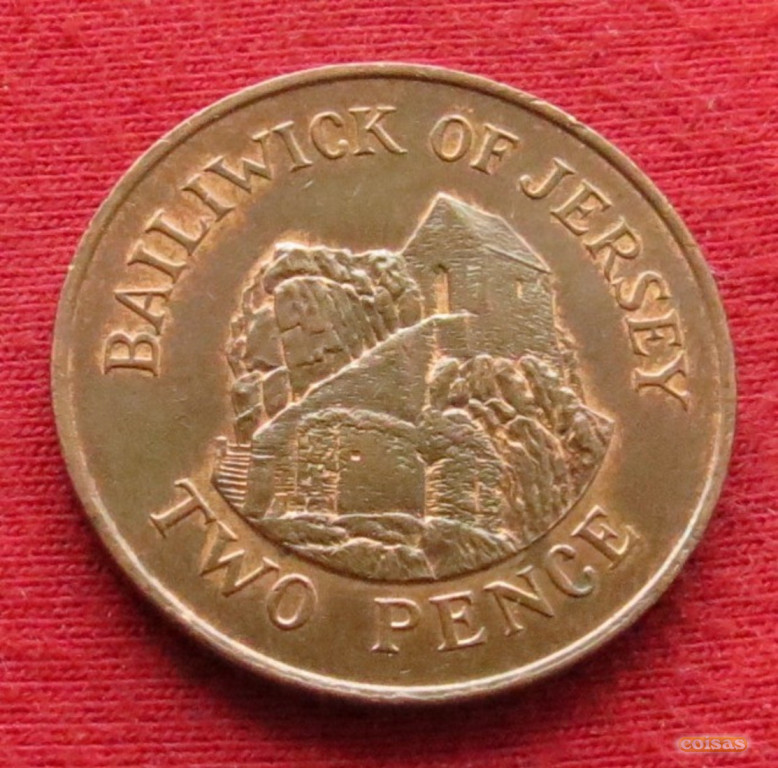 BAILIWICK OF JERSEY
TWO PENCE
coisas